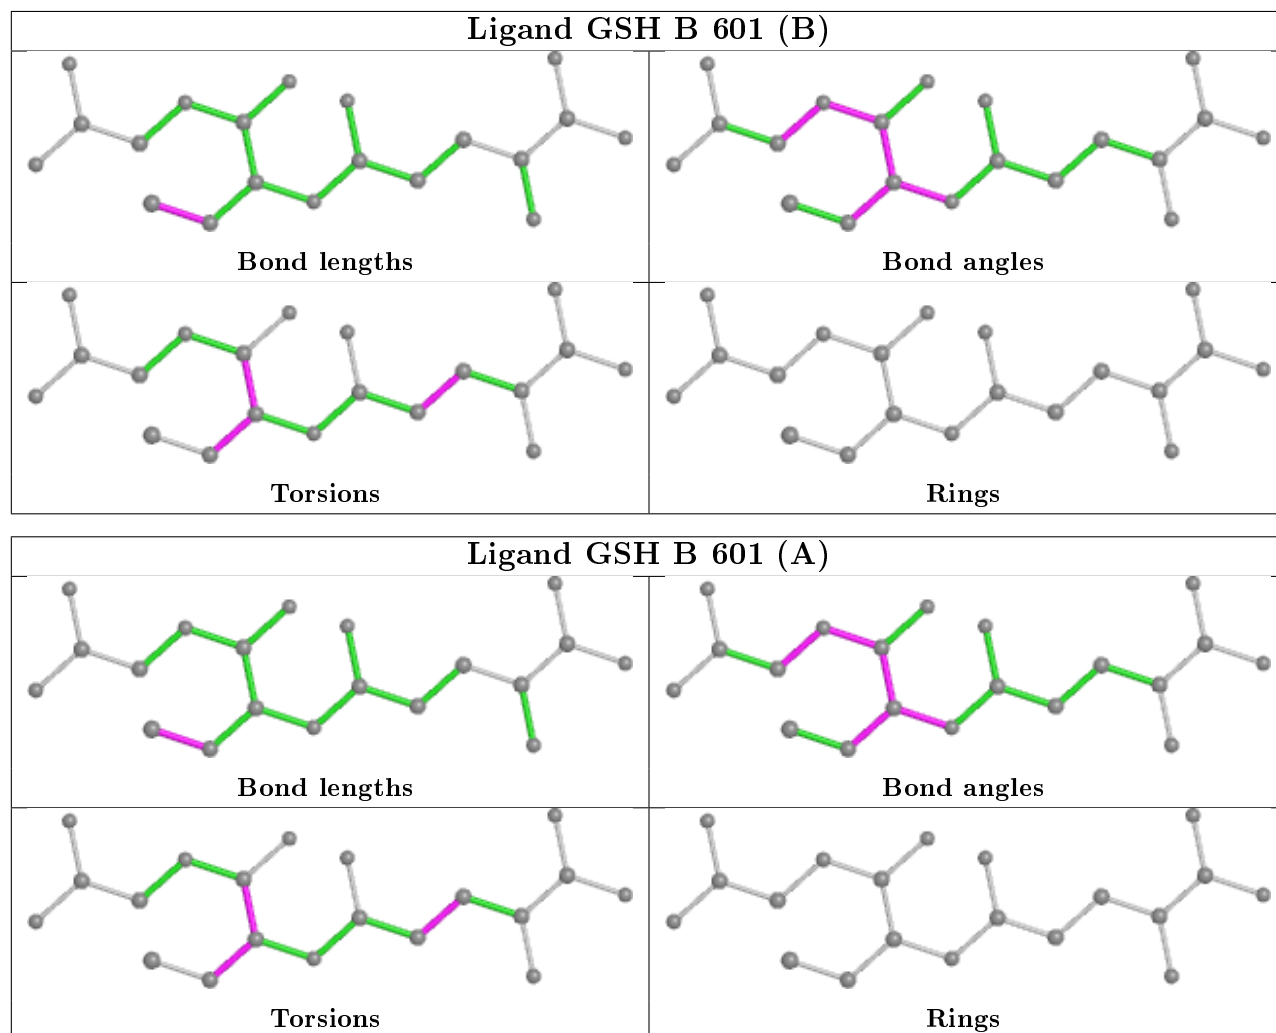 Ligand GSH B 601 (B)
Bond lengths
Bond angles
Torsions
Rings
Ligand GSH B 601 (A)
Bond lengths
Bond angles
Torsions
Rings